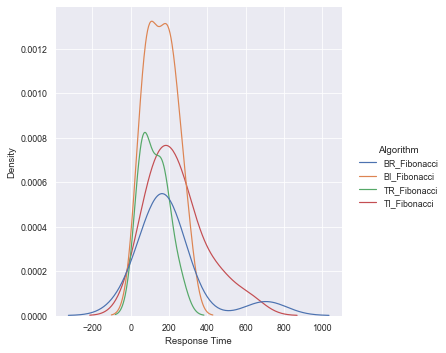 0.0012
0.0010
0.0008
0.0006
0.0004
0.0002
0.0000
Density
−200 0 200 400 600 800 1000
Response Time
Algorithm
BR_Fibonacci
BI_Fibonacci
TR_Fibonacci
TI_Fibonacci